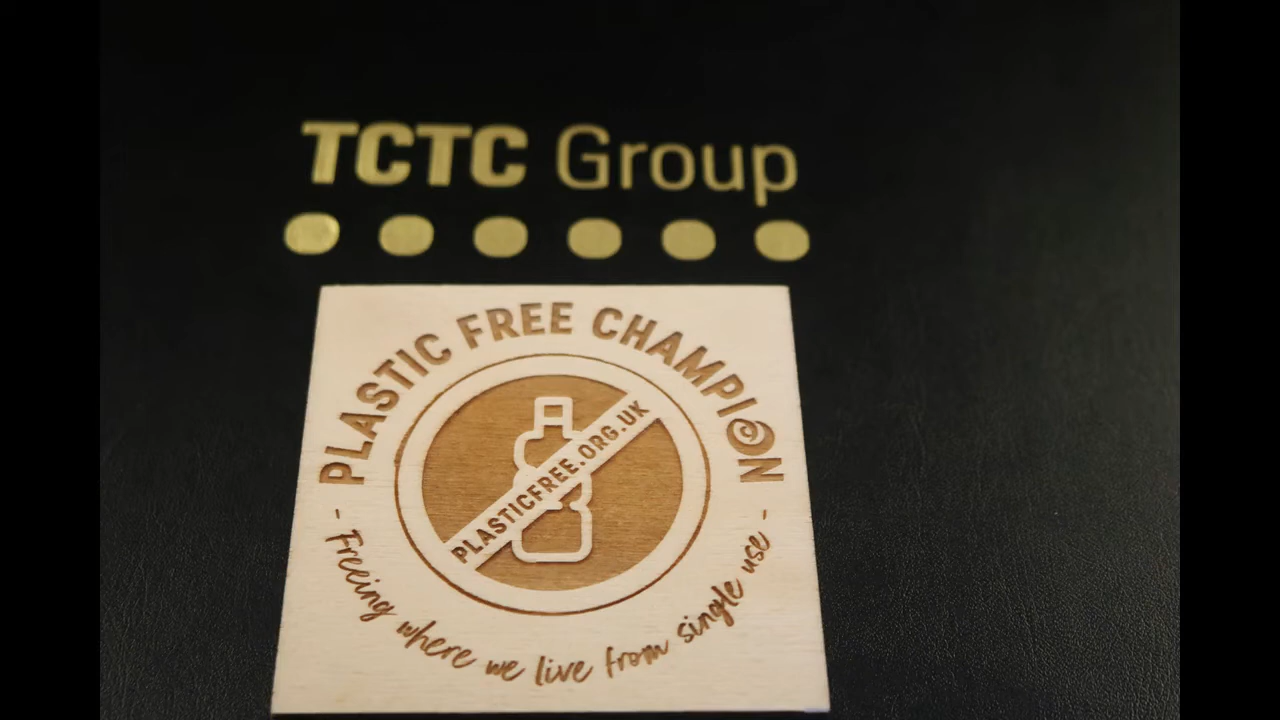 TCTC Group
PLASTIC FREE CHAMPION
PLASTICFREE.ORG.UK
- Freeing where we live from single use -